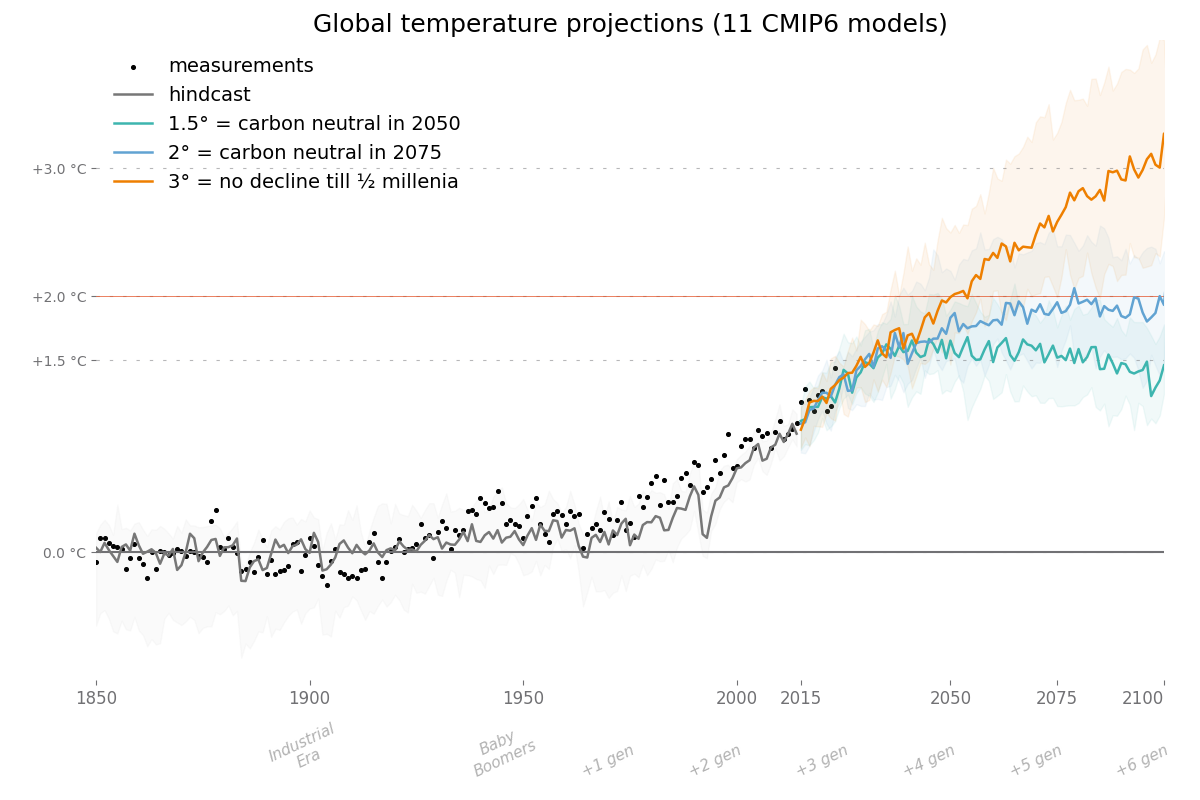 Global temperature projections (11 CMIP6 models)
measurements
hindcast
1.5° = carbon neutral in 2050
2° = carbon neutral in 2075
3° = no decline till ½ millenia
+3.0 °C
+2.0 °C
+1.5 °C
0.0 °C
1850 1900 1950 2000 2015 2050 2075 2100
Industrial
Era
Baby
Boomers
+1 gen
+2 gen
+3 gen
+4 gen
+5 gen
+6 gen